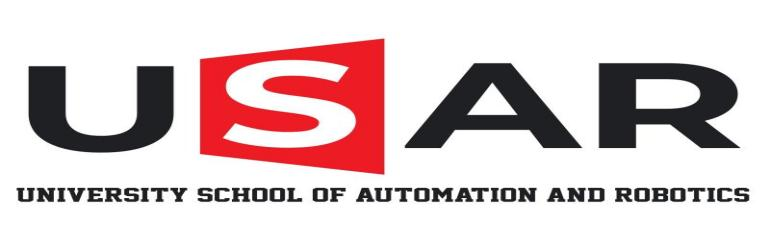 USAR
UNIVERSITY SCHOOL OF AUTOMATION AND ROBOTICS